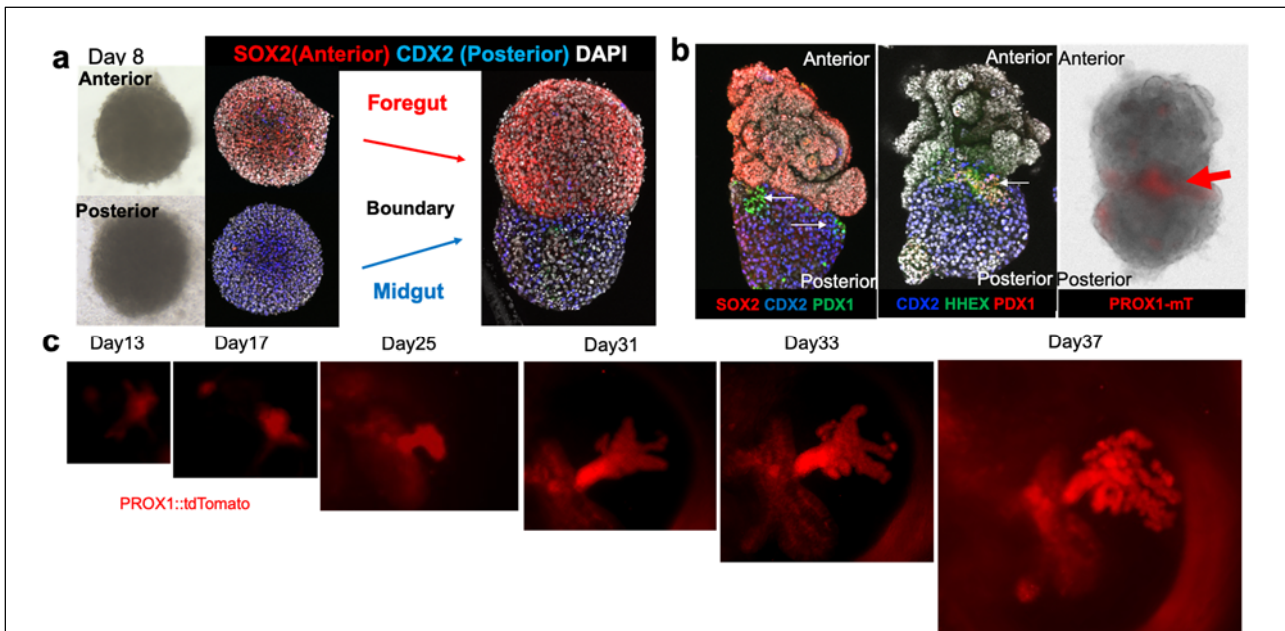 a
Day 8
Anterior
Posterior
SOX2(Anterior) CDX2 (Posterior) DAPI
Foregut
Boundary
Midgut
b
Anterior
Posterior
SOX2 CDX2 PDX1
Anterior
Posterior
CDX2 HHEX PDX1
Anterior
Posterior
PROX1-mT
c
Day13
Day17
Day25
Day31
Day33
Day37
PROX1::tdTomato